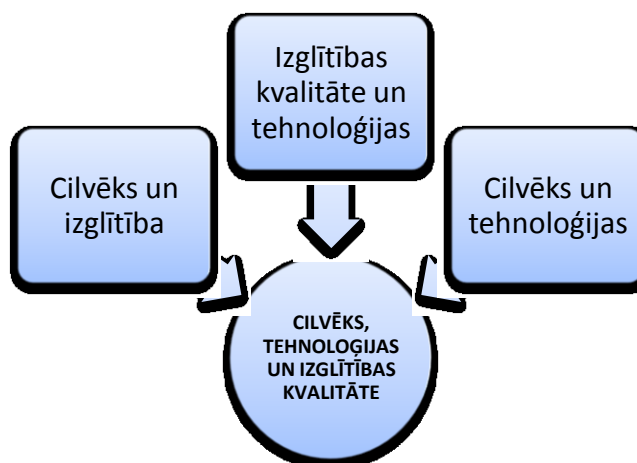 Izglītības
kvalitāte un
tehnoloģijas
Cilvēks un
izglītība
Cilvēks un
tehnoloģijas
CILVĒKS,
TEHNOLOĢIJAS
UN IZGLĪTĪBAS
KVALITĀTE